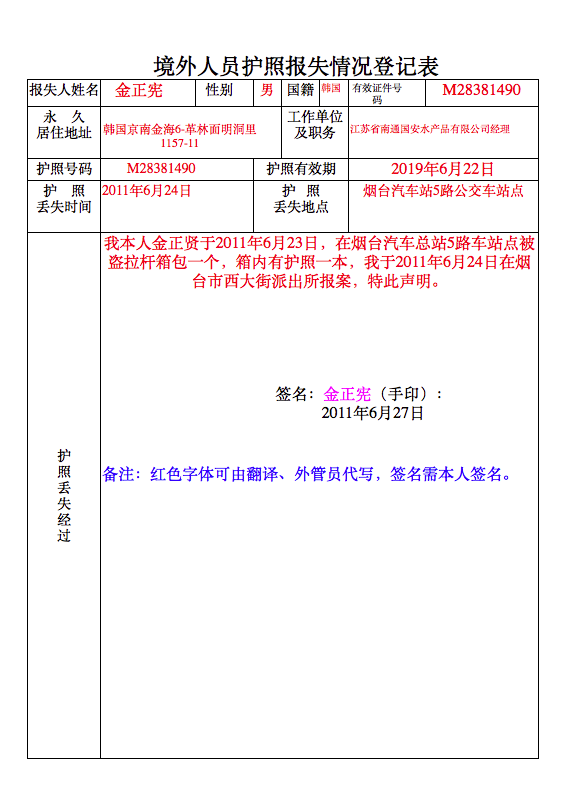 境外人员护照报失情况登记表
报失人姓名 金正宪 性别 男 国籍 韩国 有效证件号码 M28381490
永 久
居住地址
韩国京南金海6-革林面明洞里
1157-11
工作单位
及职务
江苏省南通国安水产品有限公司经理
护照号码 M28381490 护照有效期 2019年6月22日
护 照
丢失时间
2011年6月24日
护 照
丢失地点
烟台汽车站5路公交车站点
护照丢失经过
我本人金正贤于2011年6月23日，在烟台汽车总站5路车站点被
盗拉杆箱包一个，箱内有护照一本，我于2011年6月24日在烟
台市西大街派出所报案，特此声明。
签名：金正宪（手印）：
2011年6月27日
备注：红色字体可由翻译、外管员代写，签名需本人签名。